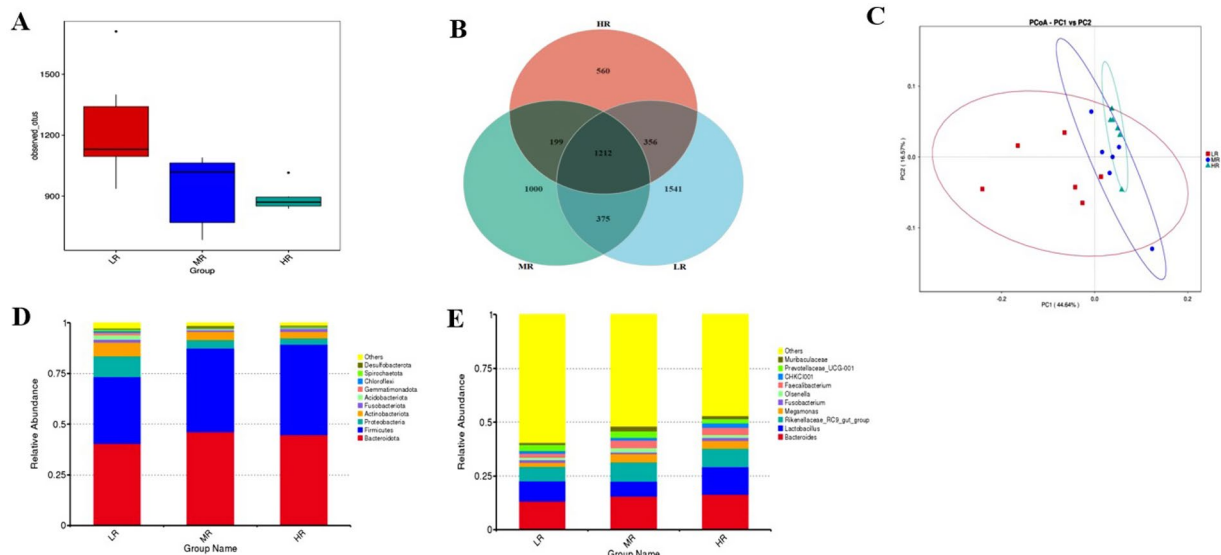 A
1500
1200
900
observed_otus
LR
MR
HR
Group
B
HR
560
199
356
1212
1000
1541
375
MR
LR
C
PCoA - PC1 vs PC2
0.1
0.0
-0.1
PC2 ( 16.57% )
-0.2
0.0
0.2
PC1 ( 44.64% )
LR
MR
HR
D
1
0.75
0.5
0.25
0
Relative Abundance
LR
MR
HR
Group Name
Others
Desulfobacterota
Spirochaetota
Chloroflexi
Gemmatimonadota
Acidobacteriota
Fusobacteriota
Actinobacteriota
Proteobacteria
Firmicutes
Bacteroidota
E
1
0.75
0.5
0.25
0
Relative Abundance
LR
MR
HR
Group Name
Others
Muribaculaceae
Prevotellaceae_UCG-001
CHKCI001
Faecalibacterium
Olsenella
Fusobacterium
Megamonas
Rikenellaceae_RC9_gut_group
Lactobacillus
Bacteroides